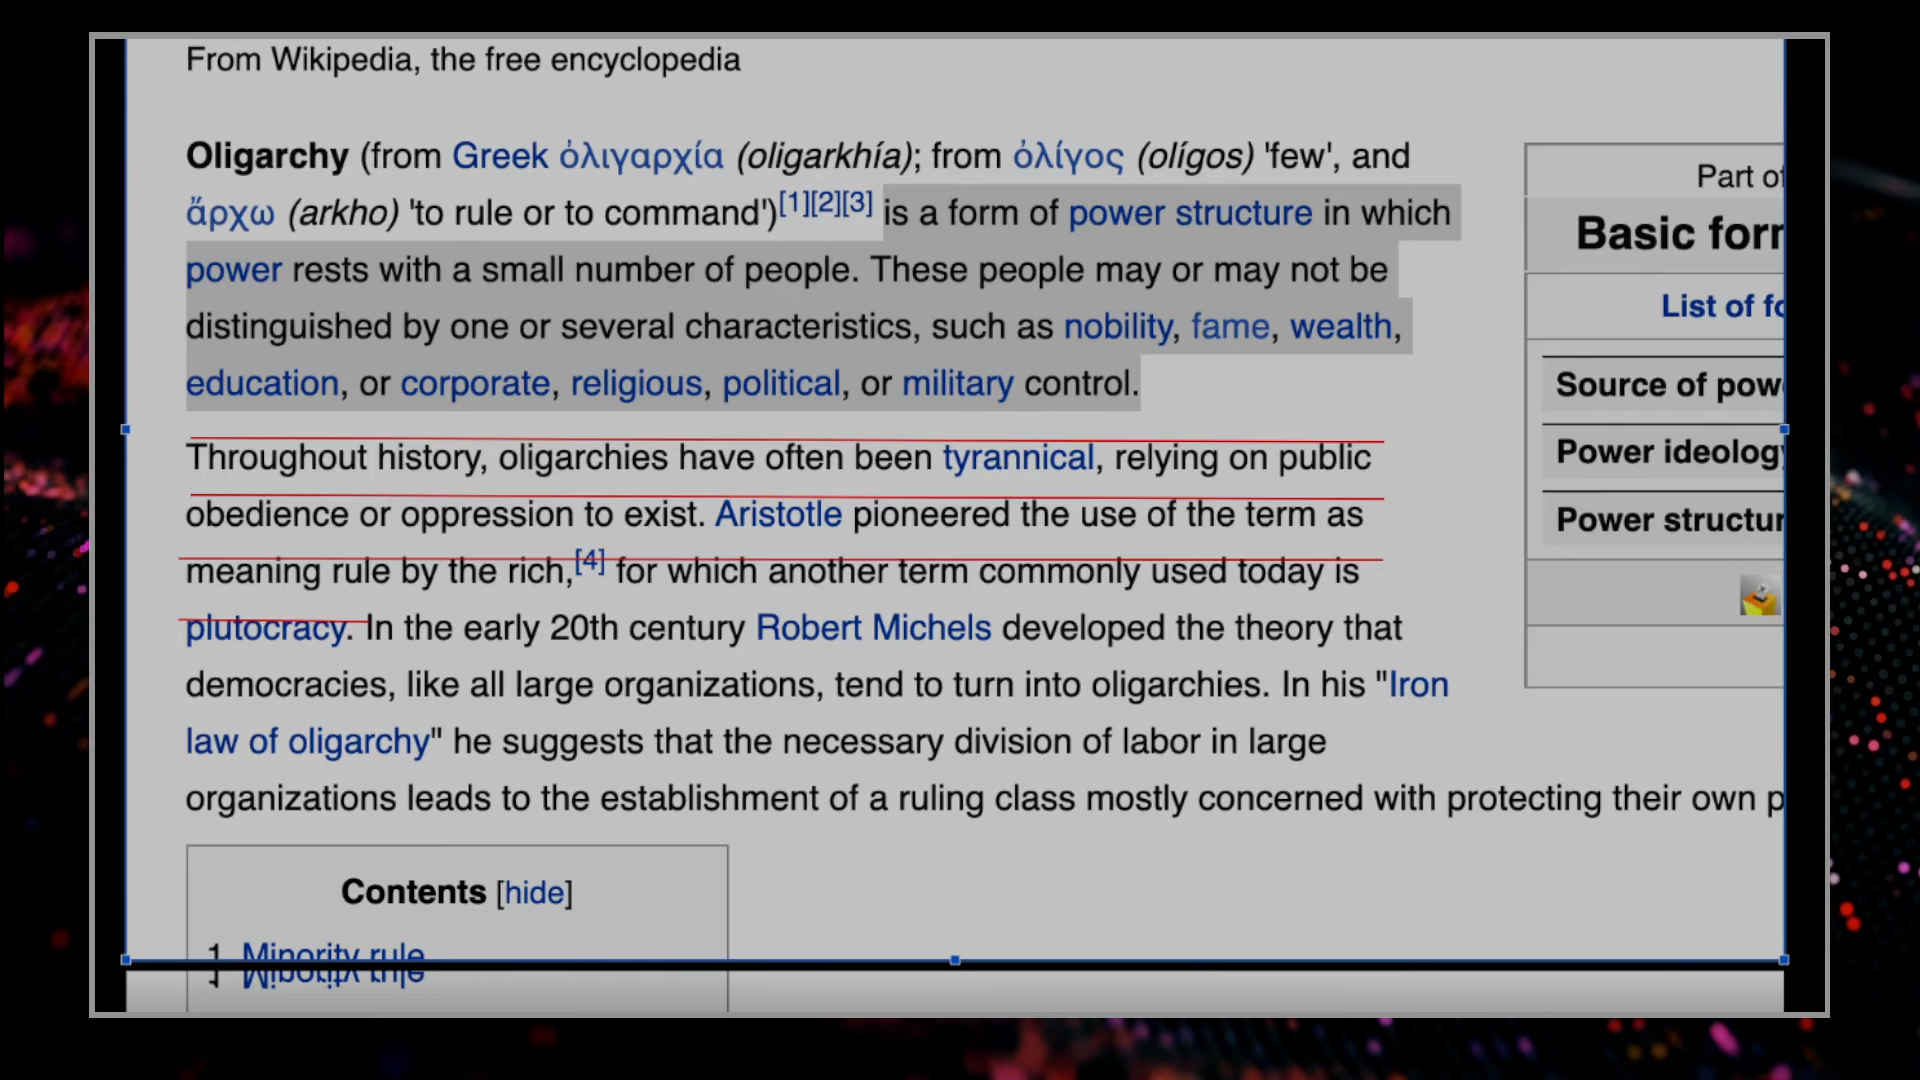 From Wikipedia, the free encyclopedia
Oligarchy (from Greek ὀλιγαρχία (oligarkhía); from ὀλίγος (olígos) 'few', and
ἄρχω (arkho) 'to rule or to command')[1][2][3] is a form of power structure in which
power rests with a small number of people. These people may or may not be
distinguished by one or several characteristics, such as nobility, fame, wealth,
education, or corporate, religious, political, or military control.
Throughout history, oligarchies have often been tyrannical, relying on public
obedience or oppression to exist. Aristotle pioneered the use of the term as
meaning rule by the rich,[4] for which another term commonly used today is
plutocracy. In the early 20th century Robert Michels developed the theory that
democracies, like all large organizations, tend to turn into oligarchies. In his "Iron
law of oligarchy" he suggests that the necessary division of labor in large
organizations leads to the establishment of a ruling class mostly concerned with protecting their own
Contents [hide]
1 Minority rule
Part of
Basic
List of
Source of
Power
Power